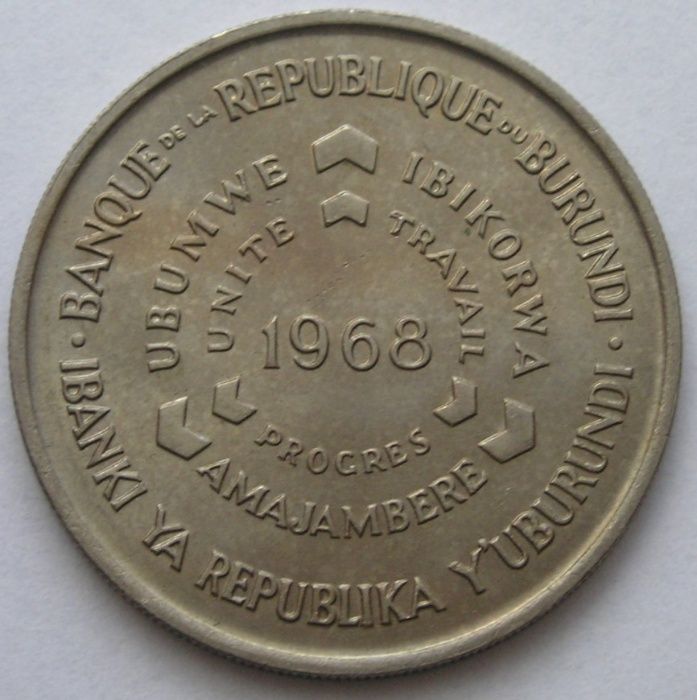 BANQUE DE LA REPUBLIQUE DU BURUNDI ·
IBANKI YA REPUBLIKA Y'UBURUNDI ·
UBUMWE IBIKORWA
AMAJAMBERE
UNITE TRAVAIL
PROGRES
1968